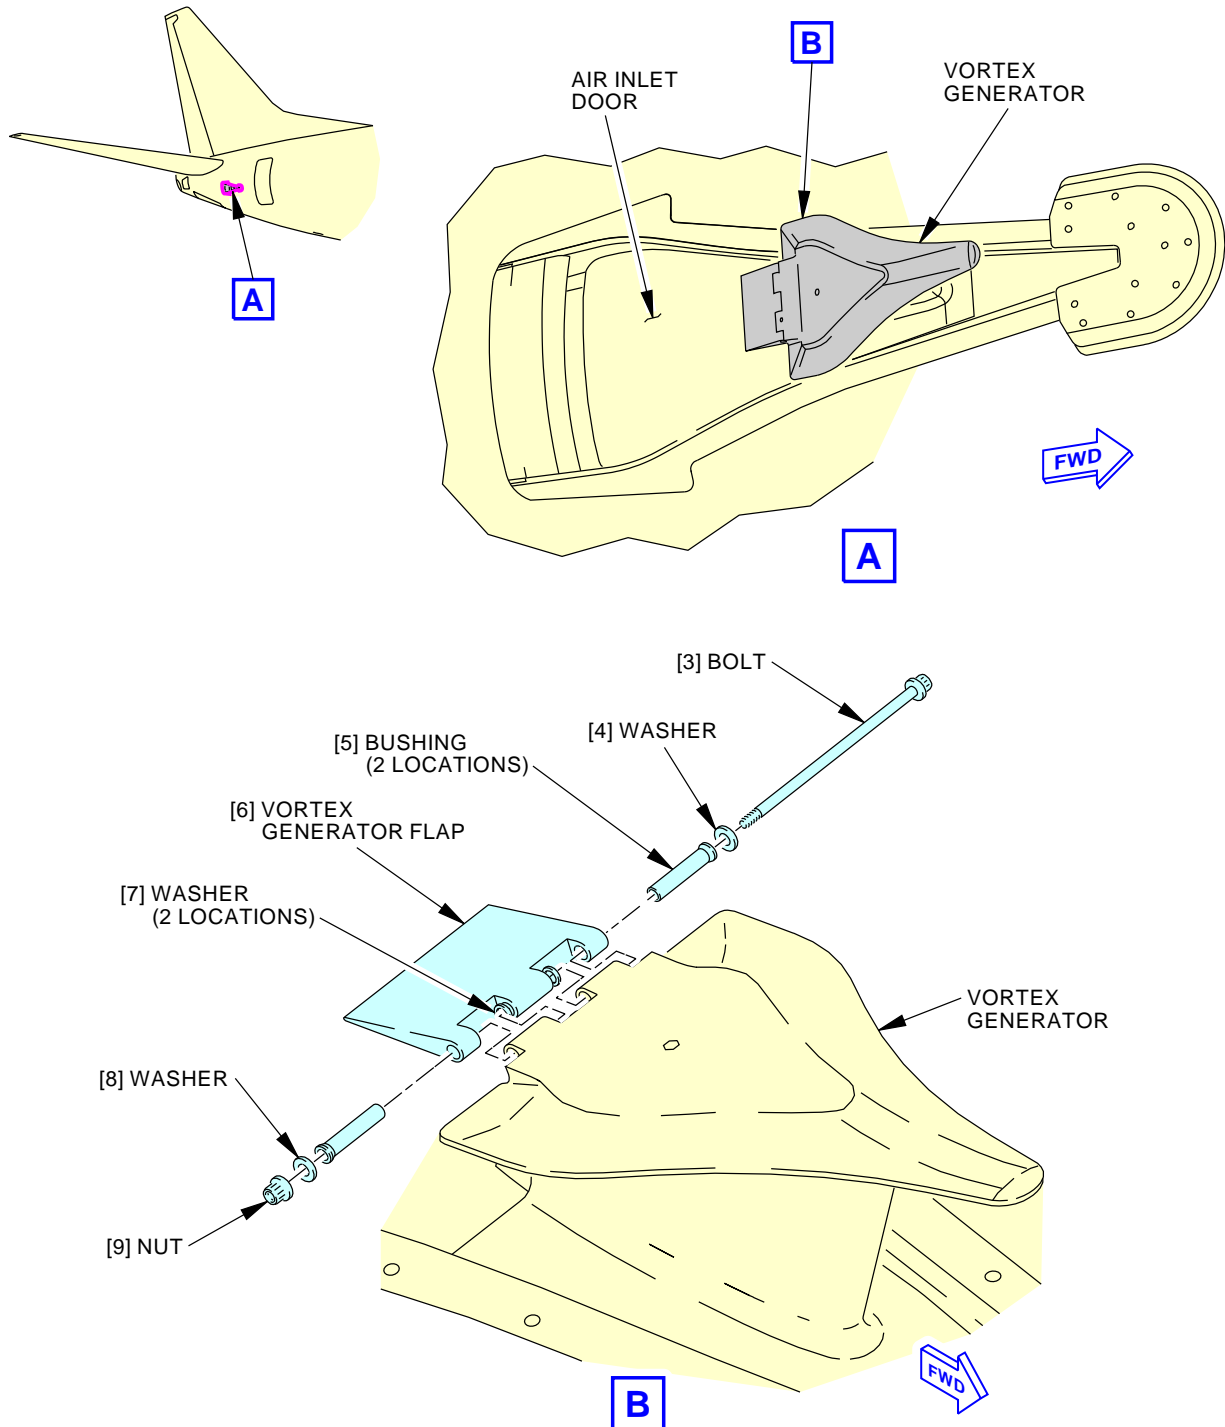 B
AIR INLET
DOOR
VORTEX
GENERATOR
A
FWD
A
[3] BOLT
[4] WASHER
[5] BUSHING
(2 LOCATIONS)
[6] VORTEX
GENERATOR FLAP
[7] WASHER
(2 LOCATIONS)
VORTEX
GENERATOR
[8] WASHER
[9] NUT
FWD
B